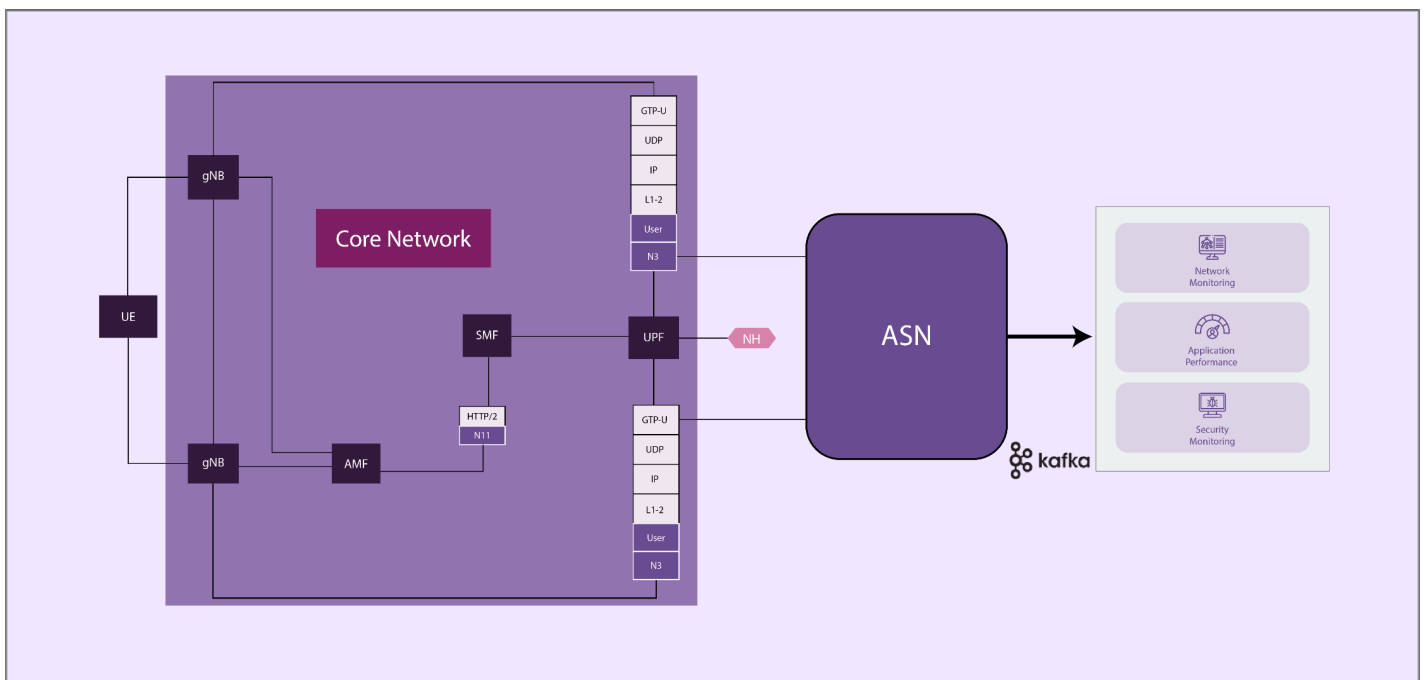 GTP-U
UDP
IP
L1-2
User
N3
gNB
Core Network
UE
SMF
UPF
NH
HTTP/2
N11
gNB
AMF
GTP-U
UDP
IP
L1-2
User
N3
ASN
kafka
Network
Monitoring
Application
Performance
Security
Monitoring